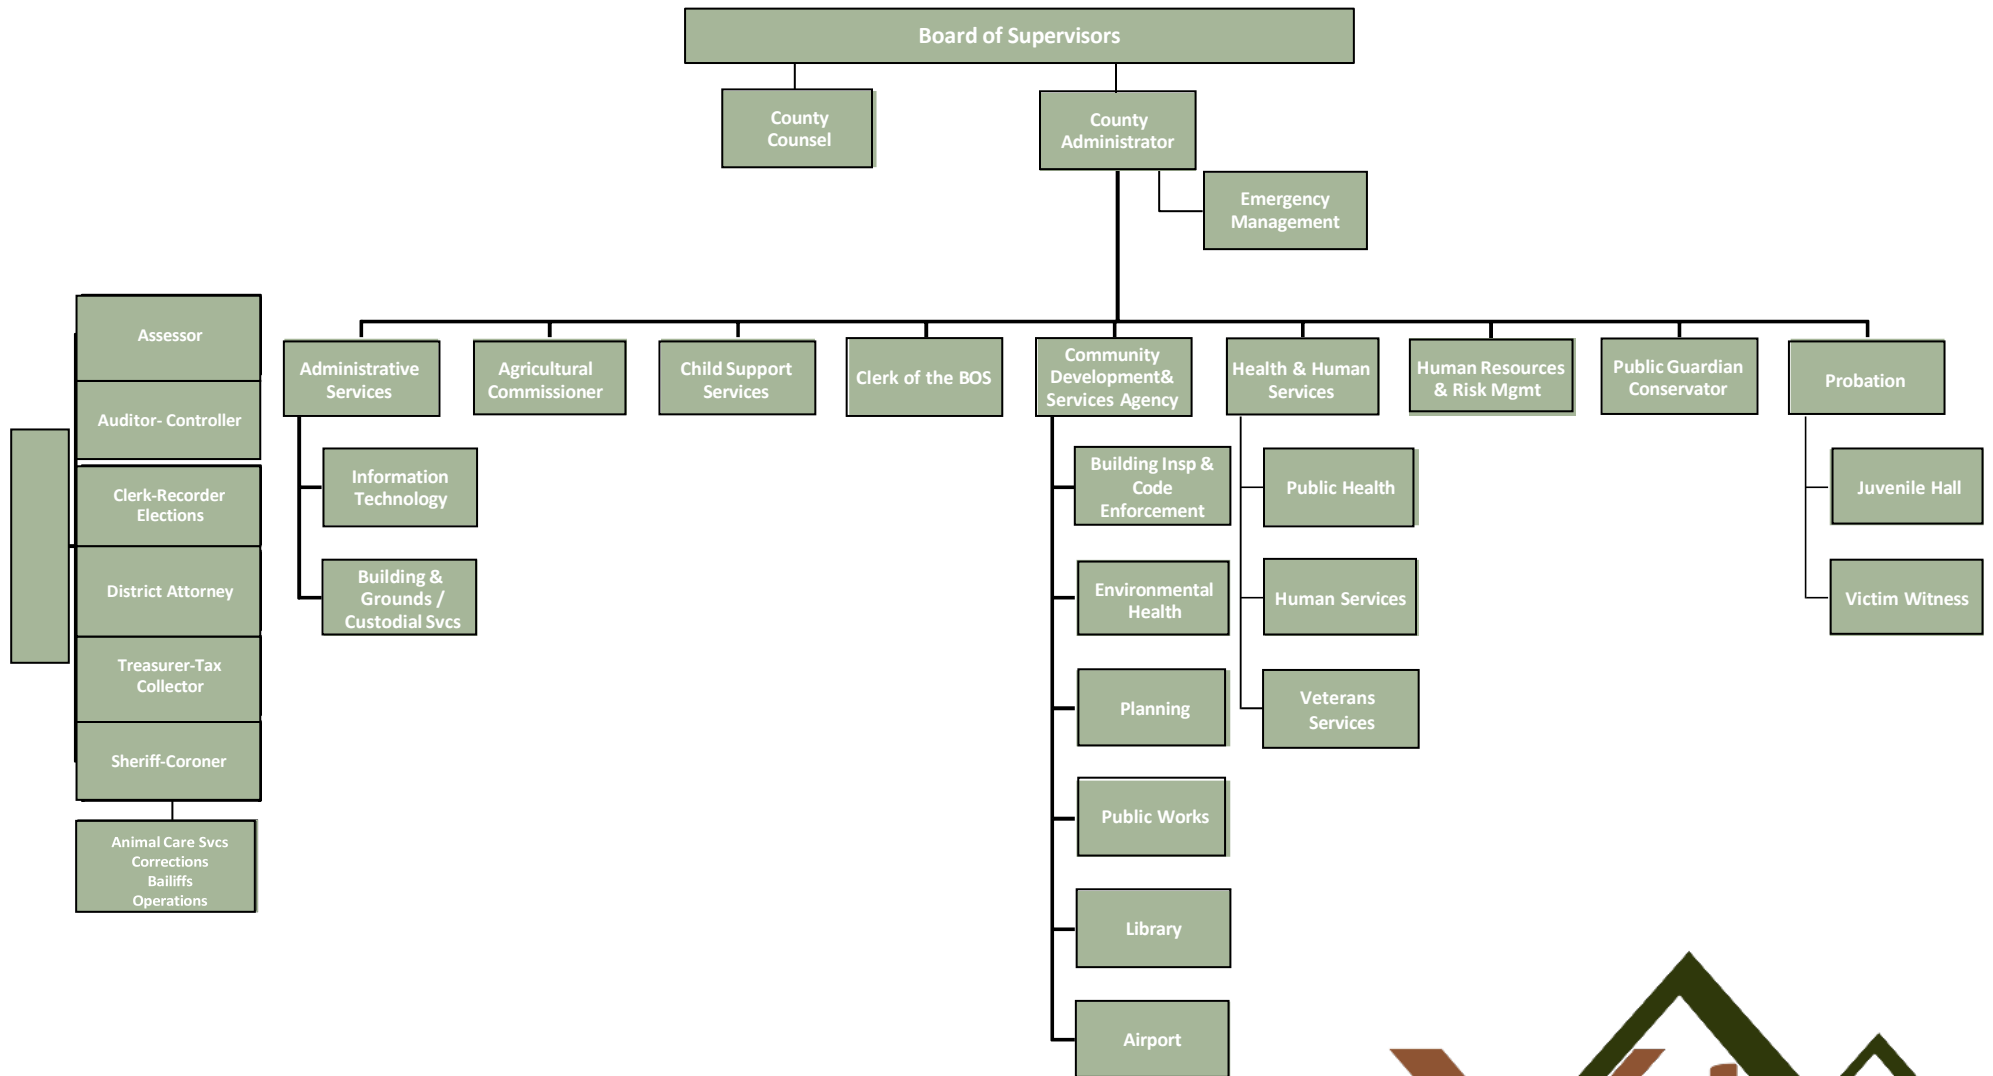 Board of Supervisors
County
Counsel
County
Administrator
Emergency
Management
Assessor
Auditor- Controller
Clerk-Recorder
Elections
District Attorney
Treasurer-Tax
Collector
Sheriff-Coroner
Animal Care Svcs
Corrections
Bailiffs
Operations
Administrative
Services
Information
Technology
Building &
Grounds /
Custodial Svcs
Agricultural
Commissioner
Child Support
Services
Clerk of the BOS
Community
Development&
Services Agency
Building Insp &
Code
Enforcement
Environmental
Health
Planning
Public Works
Library
Airport
Health & Human
Services
Public Health
Human Services
Veterans
Services
Human Resources
& Risk Mgmt
Public Guardian
Conservator
Probation
Juvenile Hall
Victim Witness